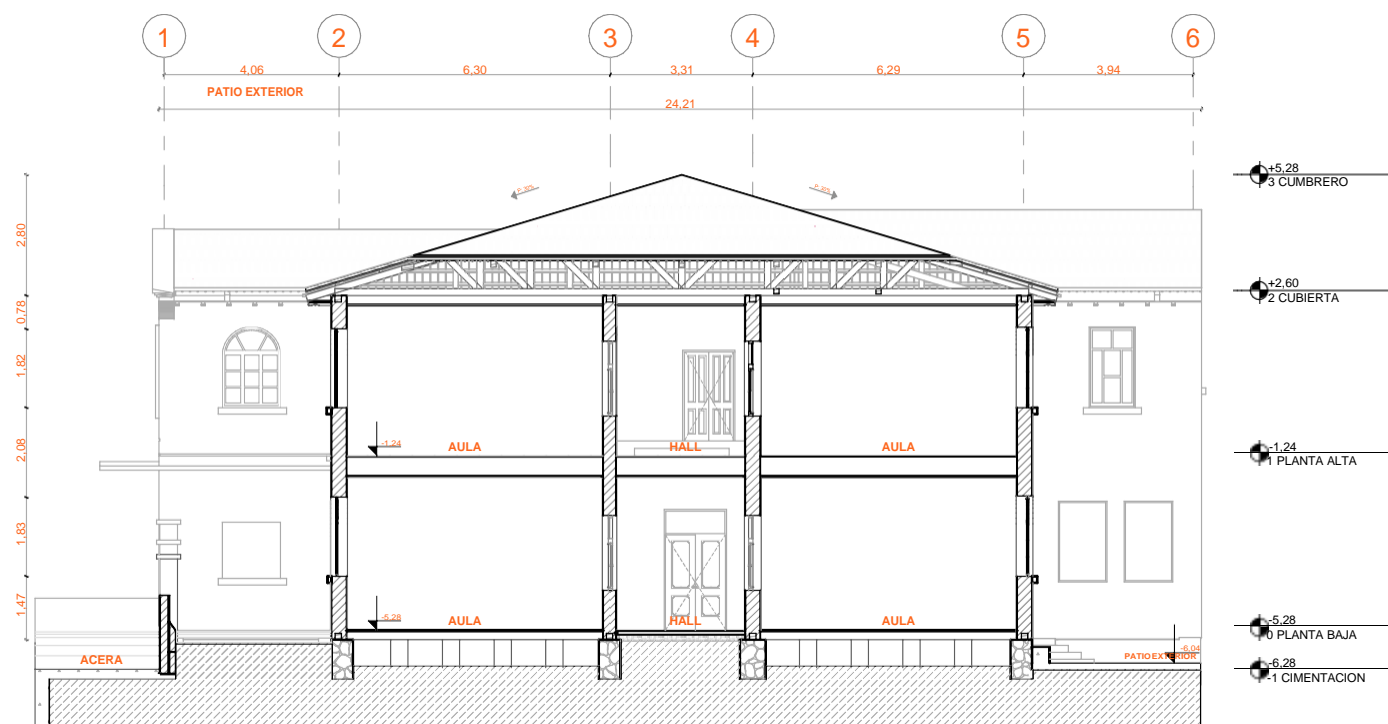 1
2
3
4
5
6
4,06
6,30
3,31
6,29
3,94
PATIO EXTERIOR
24,21
+5,28
3 CUMBRERO
P. 30%
P. 30%
2,80
+2,60
2 CUBIERTA
0,78
1,82
2,08
-1,24
AULA
HALL
AULA
-1,24
1 PLANTA ALTA
1,83
1,47
-5,28
AULA
HALL
AULA
-5,28
0 PLANTA BAJA
-6,04
PATIO EXTERIOR
ACERA
-6,28
-1 CIMENTACION